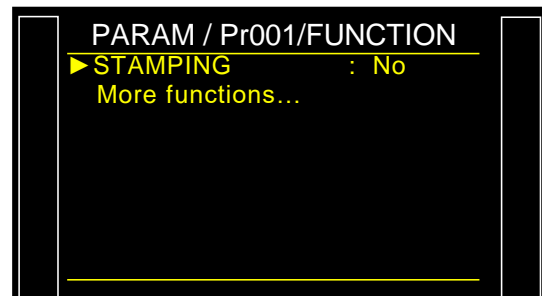 PARAM / Pr001/FUNCTION
►STAMPING : No
More functions...